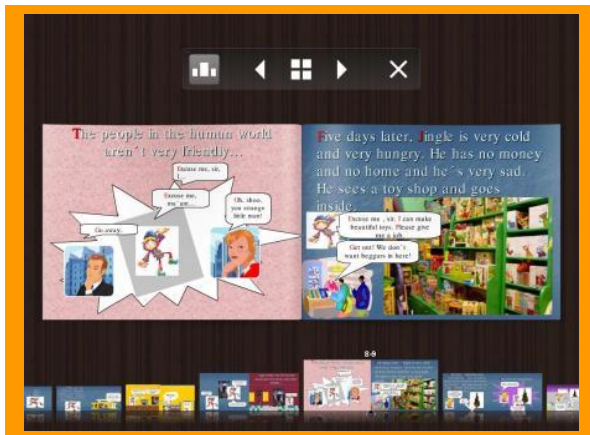 The people in the human world
aren´t very friendly...
Excuse me, sir,
I...
Excuse me,
ma´am...
Oh, shoo,
you strange
little man!
Go away.
Five days later, Jingle is very cold
and very hungry. He has no money
and no home and he´s very sad.
He sees a toy shop and goes
inside.
Excuse me , sir. I can make
beautiful toys. Please give
me a job.
Get out! We don´t
want beggars in here!
8-9